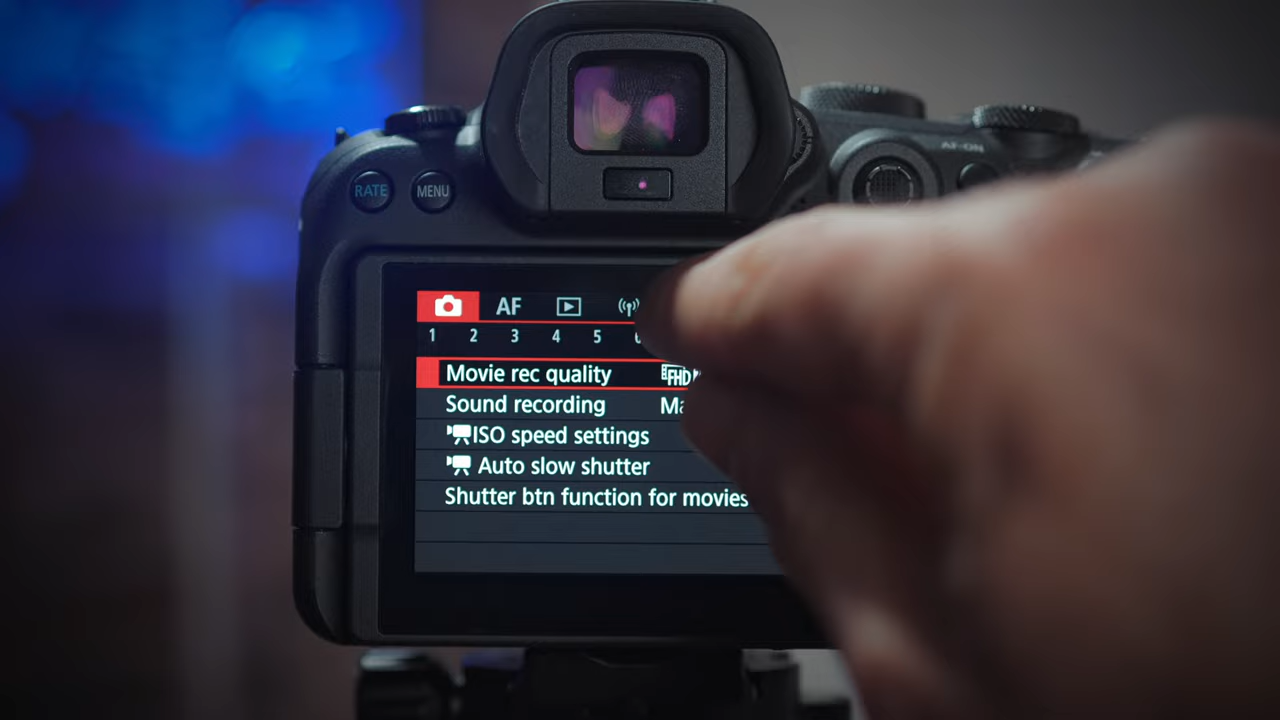 RATE MENU
AF-ON
AF
1 2 3 4 5
Movie rec quality FHD
Sound recording
ISO speed settings
Auto slow shutter
Shutter btn function for movies